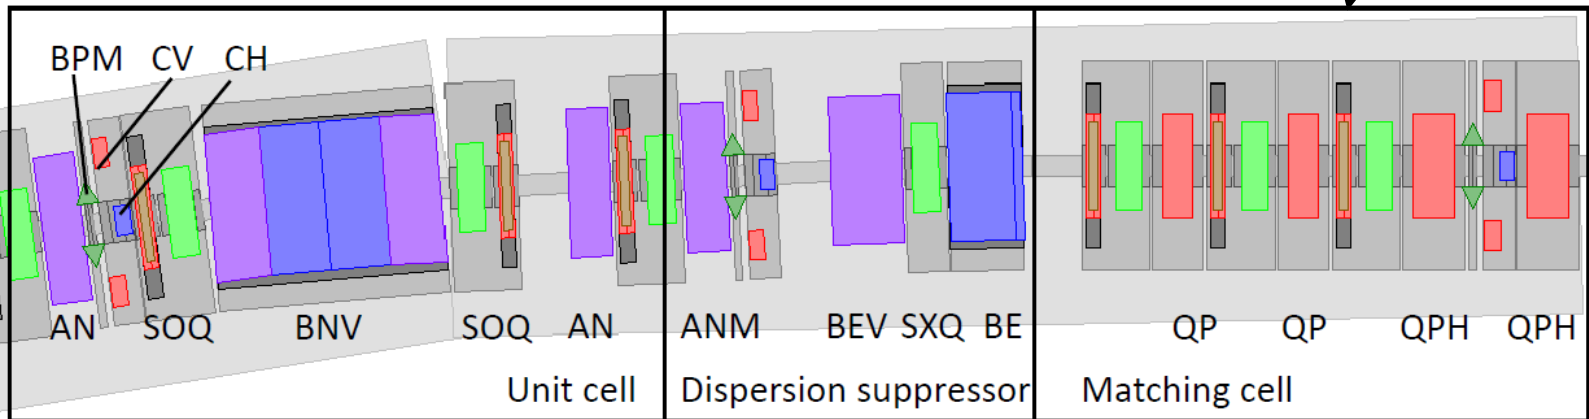 BPM CV CH
AN SOQ BNV SOQ AN ANM BEV SXQ BE QP QP QPH QPH
Unit cell Dispersion suppressor Matching cell